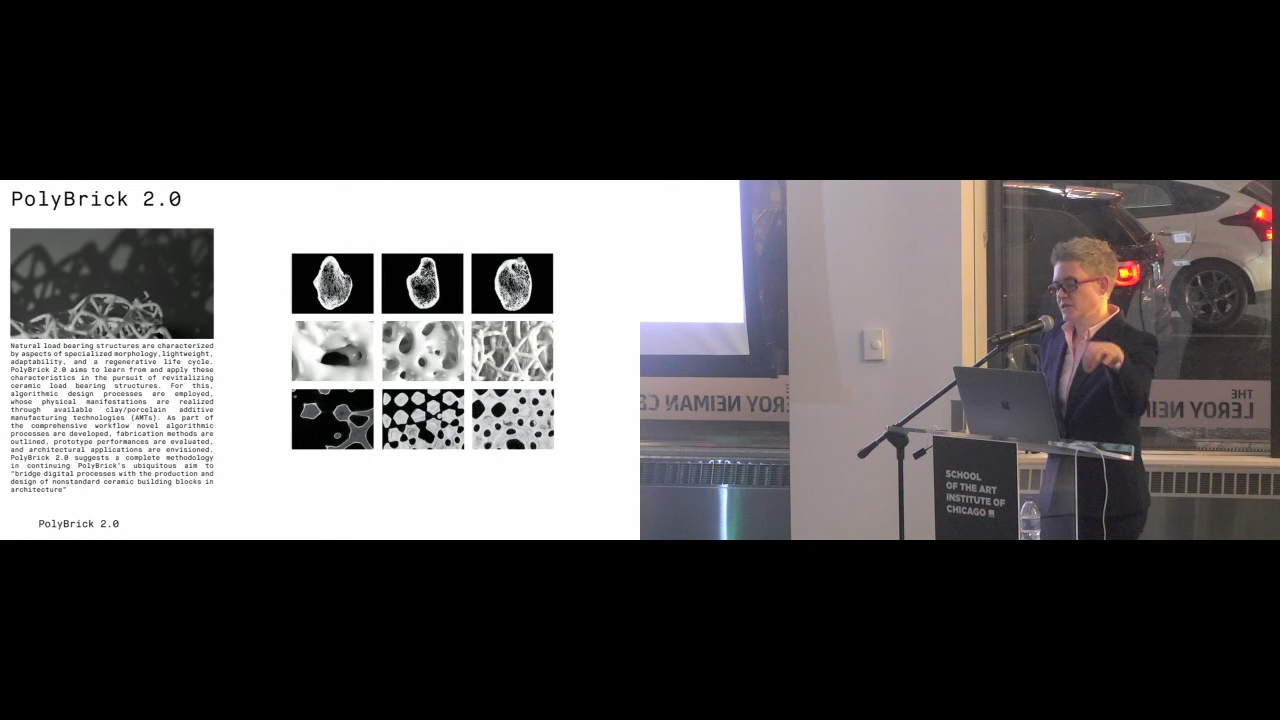 PolyBrick 2.0
Natural load bearing structures are characterized
by aspects of specialized morphology, lightweight,
adaptability, and a regenerative life cycle.
PolyBrick 2.0 aims to learn from and apply these
characteristics in the pursuit of revitalizing
ceramic load bearing structures. For this,
algorithmic design processes are employed,
whose physical manifestations are realized
through available clay/porcelain additive
manufacturing technologies (AMTs). As part of
the comprehensive workflow novel algorithmic
processes are developed, fabrication methods are
outlined, prototype performances are evaluated,
and architectural applications are envisioned.
PolyBrick 2.0 suggests a complete methodology
in continuing PolyBrick's ubiquitous aim to
"bridge digital processes with the production and
design of nonstandard ceramic building blocks in
architecture"
PolyBrick 2.0
EROY NEIMAN C
THE
LEROY NEI
SCHOOL
OF THE ART
INSTITUTE OF
CHICAGO